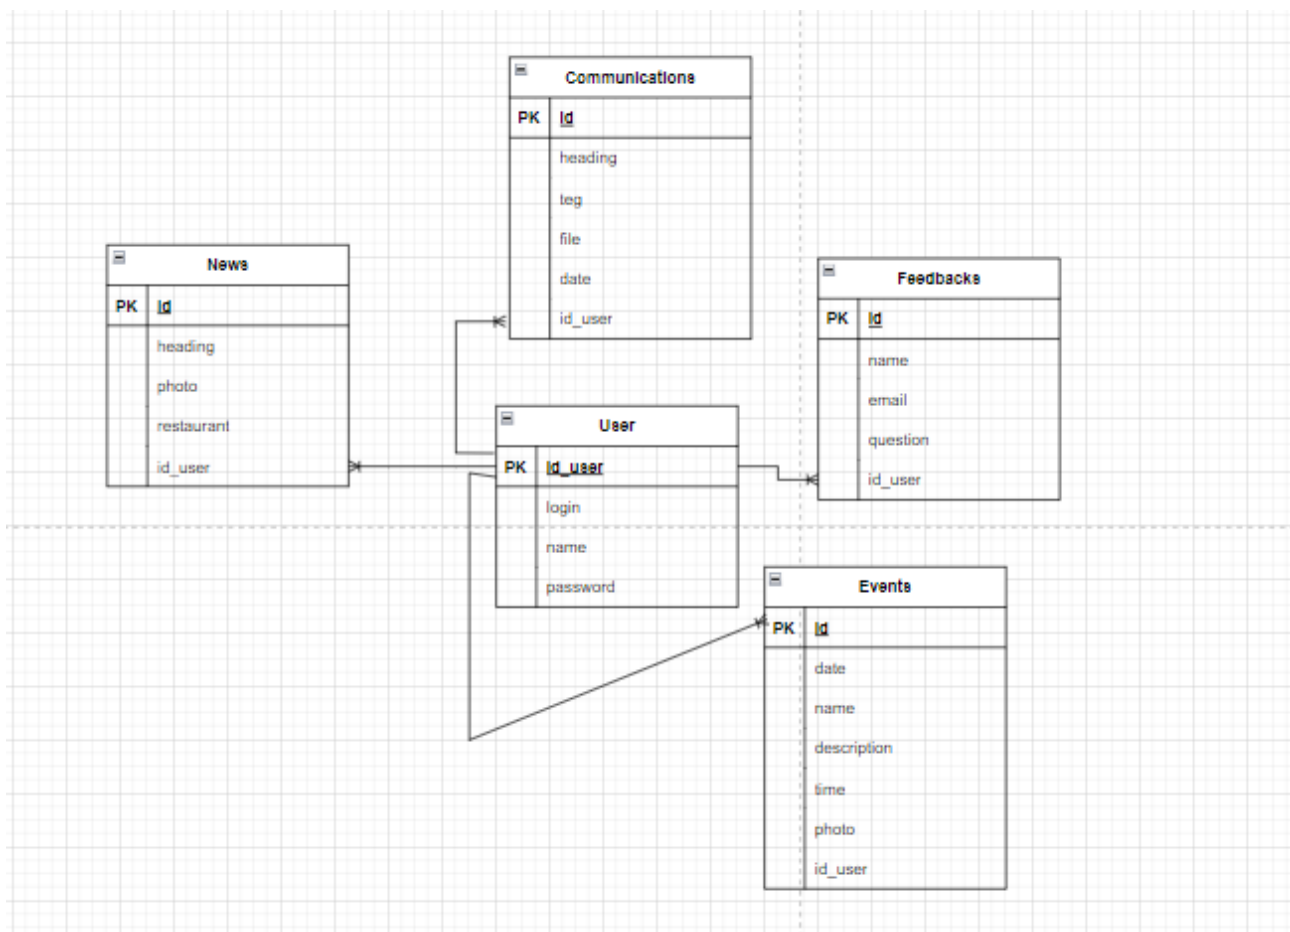 Communications
PK Id
heading
teg
file
date
id_user
News
PK Id
heading
photo
restaurant
id_user
Feedbacks
PK Id
name
email
question
id_user
User
PK Id_user
login
name
password
Events
PK Id
date
name
description
time
photo
id_user